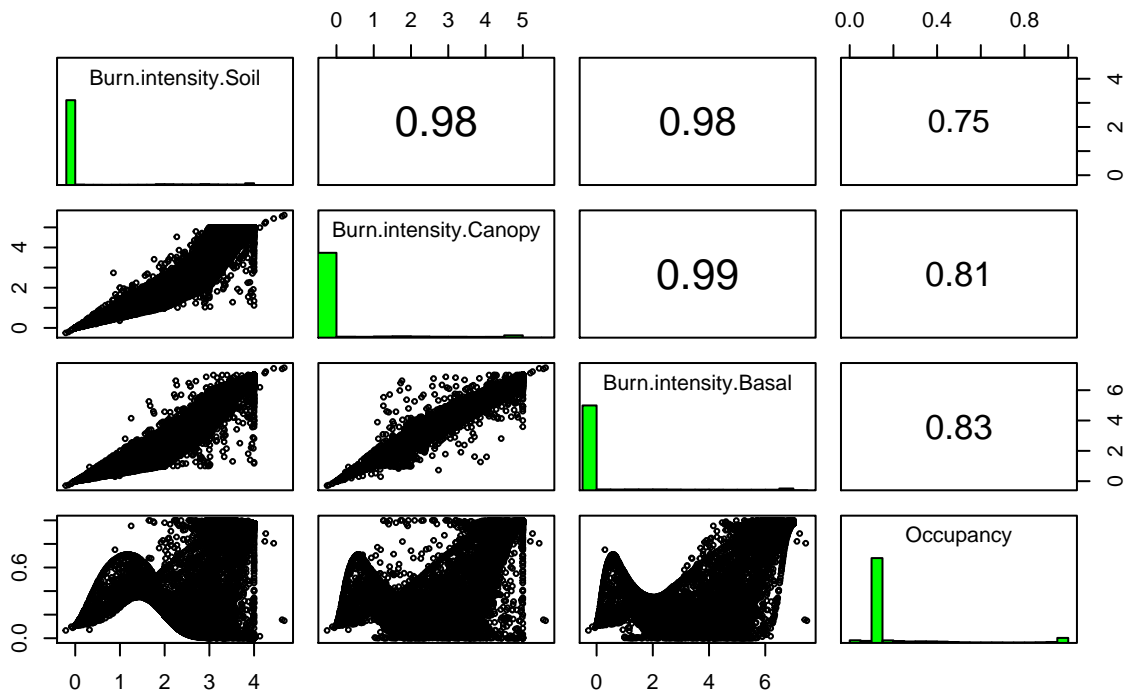 0 1 2 3 4 5
0.0 0.4 0.8
Burn.intensity.Soil
0.98
0.98
0.75
0 2 4
0 2 4
Burn.intensity.Canopy
0.99
0.81
Burn.intensity.Basal
0.83
0 2 4 6
0.0 0.6
Occupancy
0 1 2 3 4
0 2 4 6